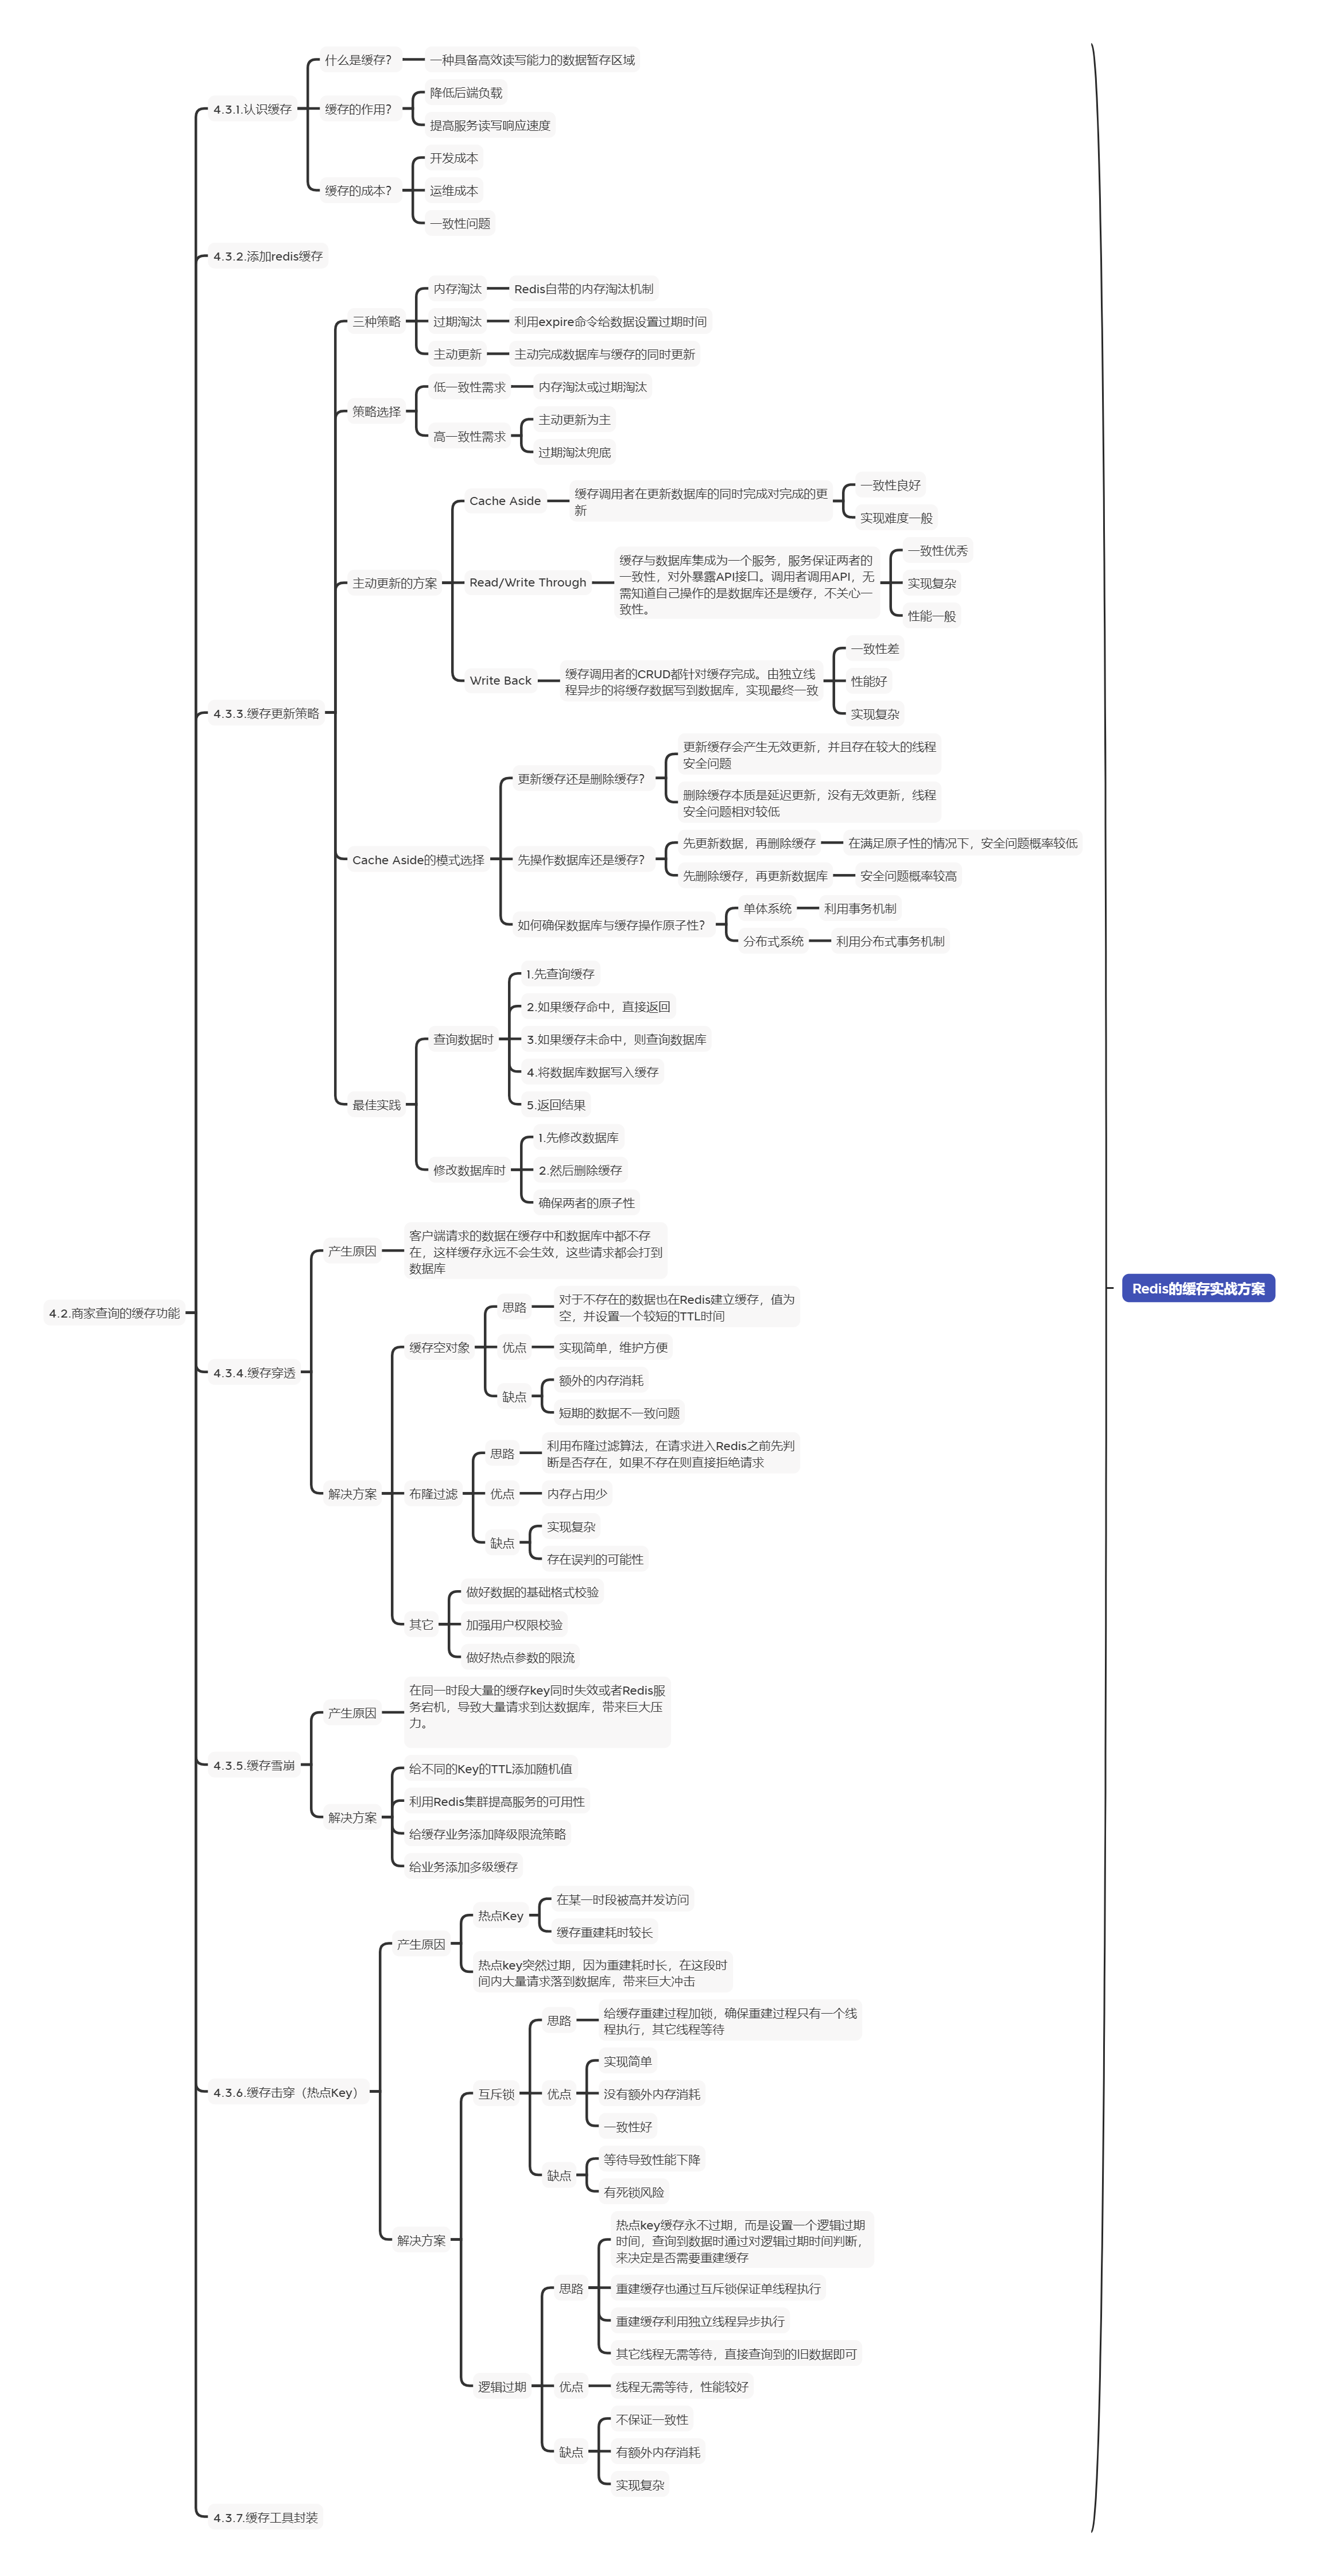 什么是缓存？
一种具备高效读写能力的数据暂存区域
4.3.1.认识缓存
缓存的作用？
降低后端负载
提高服务读写响应速度
缓存的成本？
开发成本
运维成本
一致性问题
4.3.2.添加redis缓存
4.3.3.缓存更新策略
三种策略
内存淘汰
Redis自带的内存淘汰机制
过期淘汰
利用expire命令给数据设置过期时间
主动更新
主动完成数据库与缓存的同时更新
策略选择
低一致性需求
内存淘汰或过期淘汰
高一致性需求
主动更新为主
过期淘汰兜底
主动更新的方案
Cache Aside
缓存调用者在更新数据库的同时完成对完成的更
新
一致性良好
实现难度一般
Read/Write Through
缓存与数据库集成为一个服务，服务保证两者的
一致性，对外暴露API接口。调用者调用API，无
需知道自己操作的是数据库还是缓存，不关心一
致性。
一致性优秀
实现复杂
性能一般
Write Back
缓存调用者的CRUD都针对缓存完成。由独立线
程异步的将缓存数据写到数据库，实现最终一致
一致性差
性能好
实现复杂
Cache Aside的模式选择
更新缓存还是删除缓存？
更新缓存会产生无效更新，并且存在较大的线程
安全问题
删除缓存本质是延迟更新，没有无效更新，线程
安全问题相对较低
先操作数据库还是缓存？
先更新数据，再删除缓存
在满足原子性的情况下，安全问题概率较低
先删除缓存，再更新数据库
安全问题概率较高
如何确保数据库与缓存操作原子性？
单体系统
利用事务机制
分布式系统
利用分布式事务机制
最佳实践
查询数据时
1.先查询缓存
2.如果缓存命中，直接返回
3.如果缓存未命中，则查询数据库
4.将数据库数据写入缓存
5.返回结果
修改数据库时
1.先修改数据库
2.然后删除缓存
确保两者的原子性
4.2.商家查询的缓存功能
Redis的缓存实战方案
4.3.4.缓存穿透
产生原因
客户端请求的数据在缓存中和数据库中都不存
在，这样缓存永远不会生效，这些请求都会打到
数据库
解决方案
缓存空对象
思路
对于不存在的数据也在Redis建立缓存，值为
空，并设置一个较短的TTL时间
优点
实现简单，维护方便
缺点
额外的内存消耗
短期的数据不一致问题
布隆过滤
思路
利用布隆过滤算法，在请求进入Redis之前先判
断是否存在，如果不存在则直接拒绝请求
优点
内存占用少
缺点
实现复杂
存在误判的可能性
其它
做好数据的基础格式校验
加强用户权限校验
做好热点参数的限流
4.3.5.缓存雪崩
产生原因
在同一时段大量的缓存key同时失效或者Redis服
务宕机，导致大量请求到达数据库，带来巨大压
力。
解决方案
给不同的Key的TTL添加随机值
利用Redis集群提高服务的可用性
给缓存业务添加降级限流策略
给业务添加多级缓存
4.3.6.缓存击穿（热点Key）
产生原因
热点Key
在某一时段被高并发访问
缓存重建耗时较长
热点key突然过期，因为重建耗时长，在这段时
间内大量请求落到数据库，带来巨大冲击
解决方案
互斥锁
思路
给缓存重建过程加锁，确保重建过程只有一个线
程执行，其它线程等待
优点
实现简单
没有额外内存消耗
一致性好
缺点
等待导致性能下降
有死锁风险
逻辑过期
思路
热点key缓存永不过期，而是设置一个逻辑过期
时间，查询到数据时通过对逻辑过期时间判断，
来决定是否需要重建缓存
重建缓存也通过互斥锁保证单线程执行
重建缓存利用独立线程异步执行
其它线程无需等待，直接查询到的旧数据即可
优点
线程无需等待，性能较好
缺点
不保证一致性
有额外内存消耗
实现复杂
4.3.7.缓存工具封装